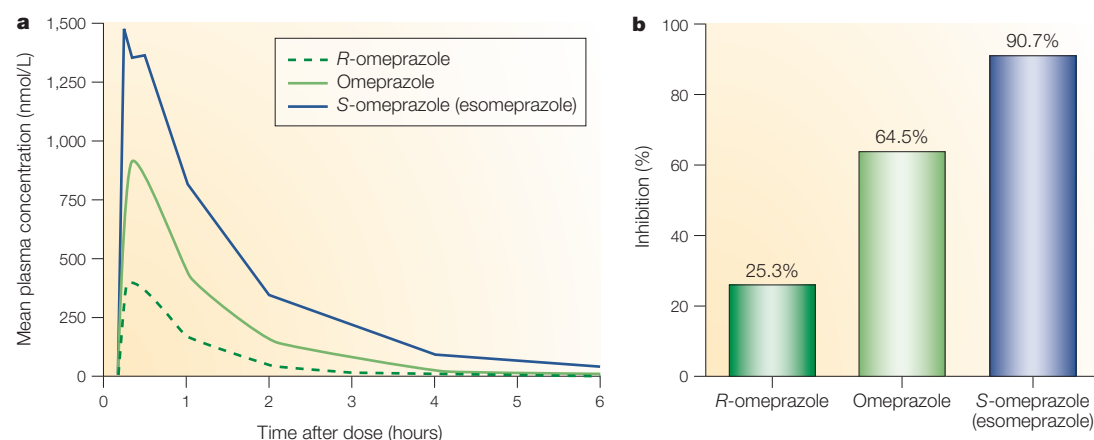 a
1,500
1,250
1,000
750
500
250
0
Mean plasma concentration (nmol/L)
R-omeprazole
Omeprazole
S-omeprazole (esomeprazole)
0 1 2 3 4 5 6
Time after dose (hours)
b
100
80
60
40
20
0
Inhibition (%)
25.3%
64.5%
90.7%
R-omeprazole Omeprazole S-omeprazole
(esomeprazole)